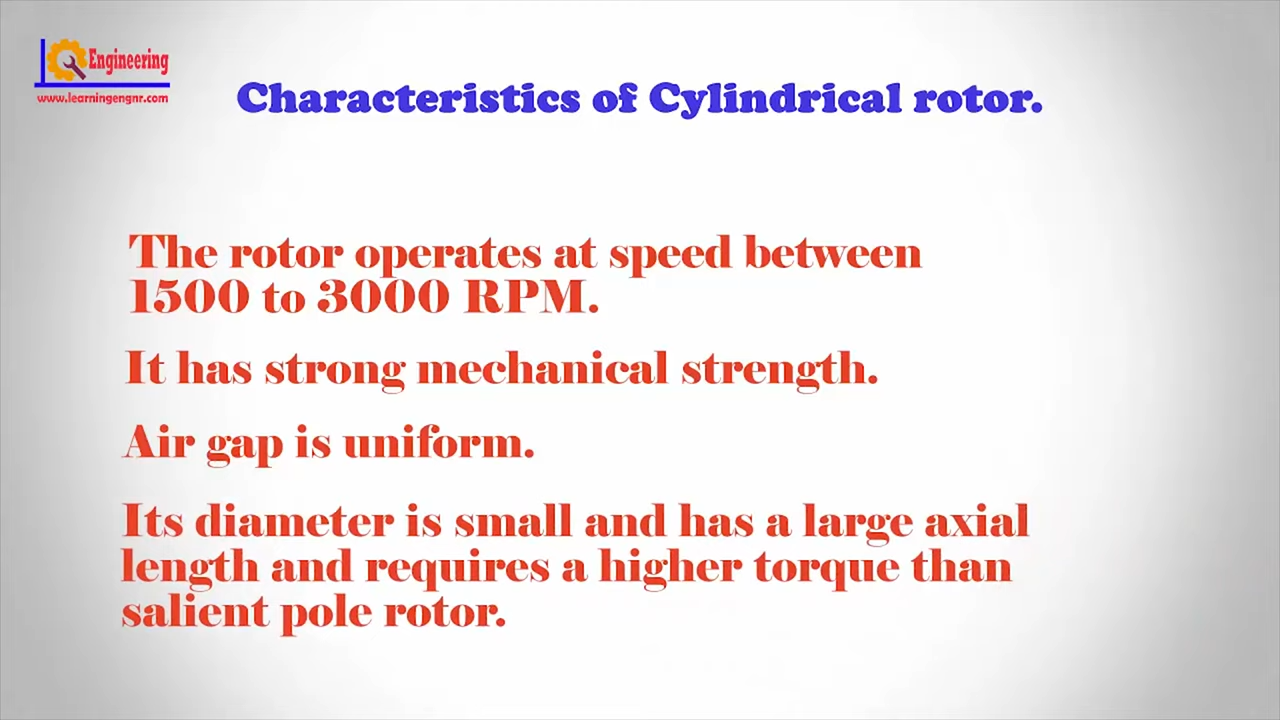 Engineering
www.learningengnr.com
Characteristics of Cylindrical rotor.
The rotor operates at speed between
1500 to 3000 RPM.
It has strong mechanical strength.
Air gap is uniform.
Its diameter is small and has a large axial
length and requires a higher torque than
salient pole rotor.